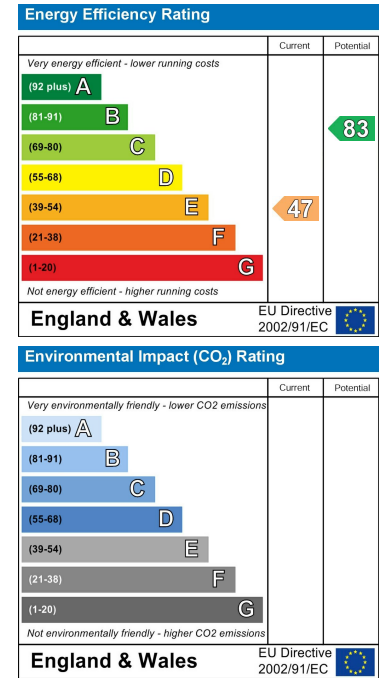 Energy Efficiency Rating
Current Potential
Very energy efficient - lower running costs
(92 plus) A
(81-91) B
83
(69-80) C
(55-68) D
(39-54) E
47
(21-38) F
(1-20) G
Not energy efficient - higher running costs
England & Wales
EU Directive
2002/91/EC
Environmental Impact (CO₂) Rating
Current Potential
Very environmentally friendly - lower CO2 emissions
(92 plus) A
(81-91) B
(69-80) C
(55-68) D
(39-54) E
(21-38) F
(1-20) G
Not environmentally friendly - higher CO2 emissions
England & Wales
EU Directive
2002/91/EC